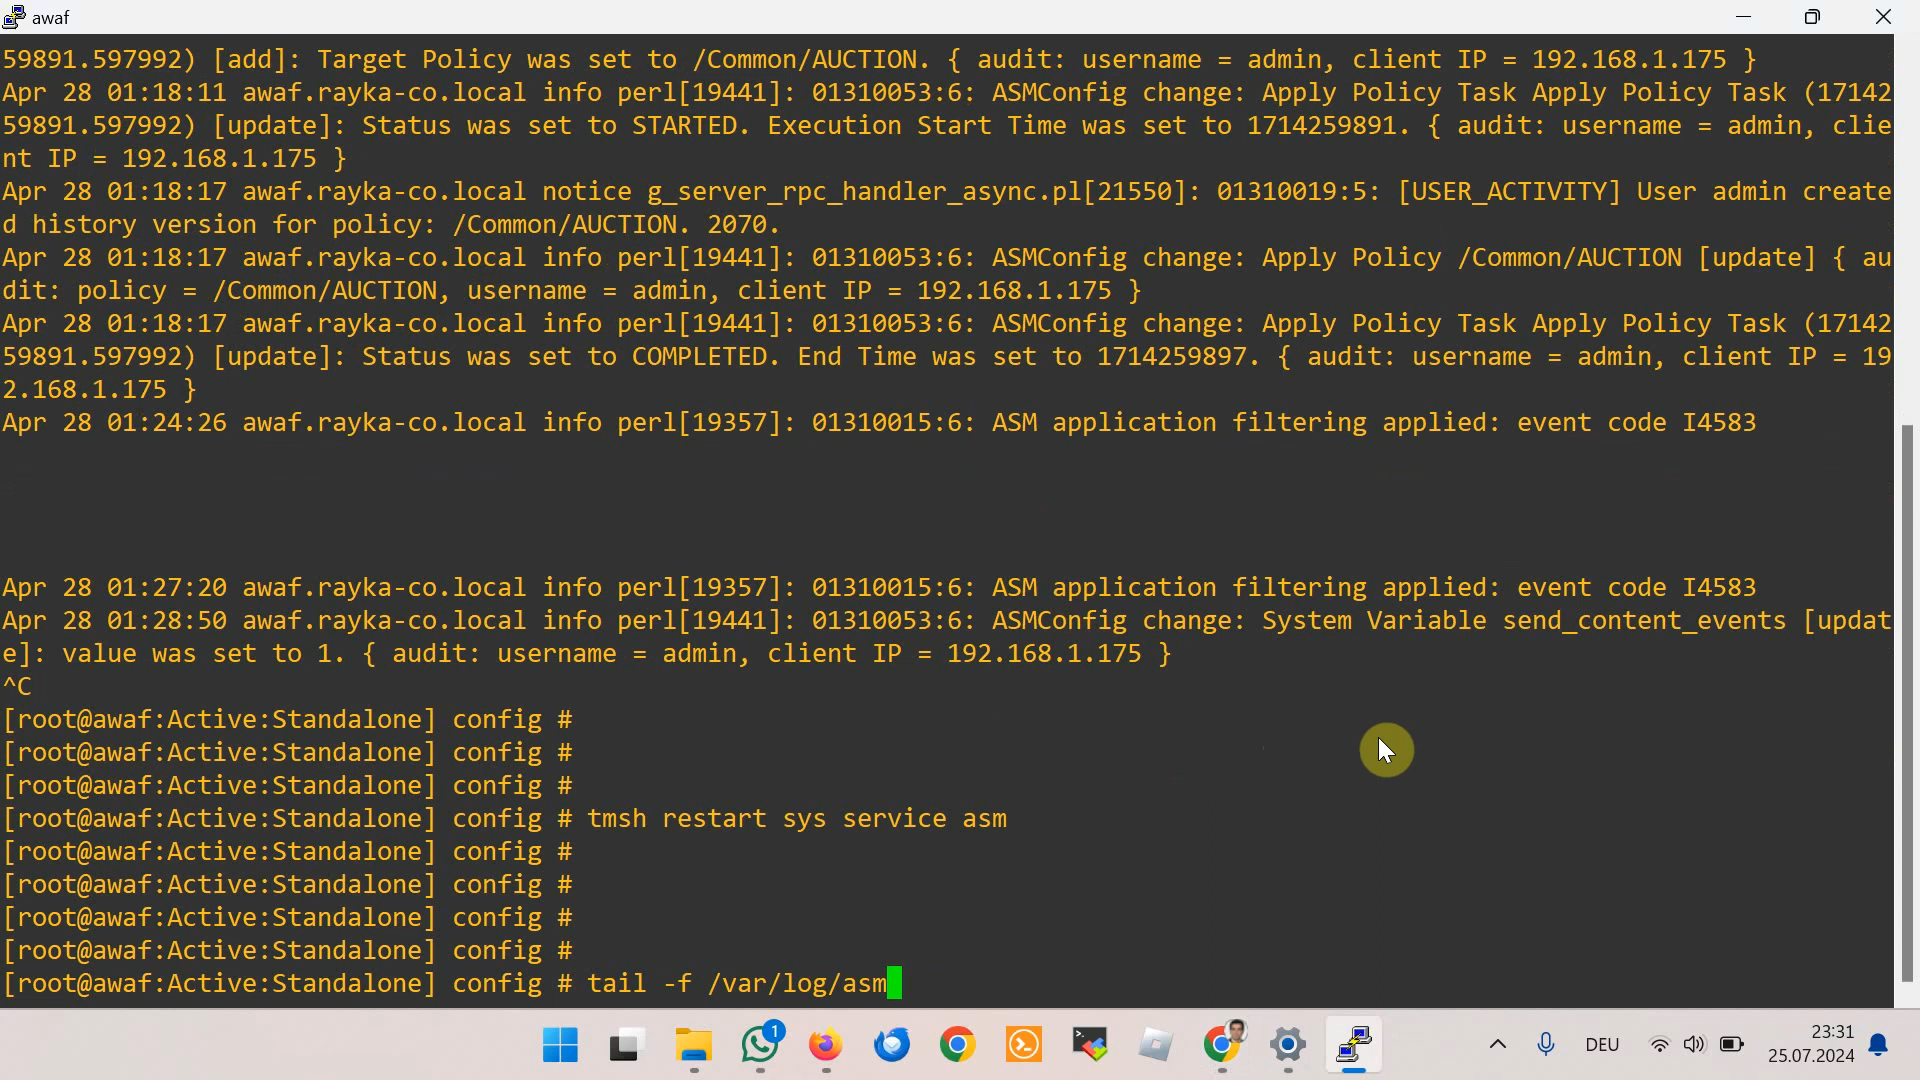 awaf
59891.597992) [add]: Target Policy was set to /Common/AUCTION. { audit: username = admin, client IP = 192.168.1.175 }
Apr 28 01:18:11 awaf.rayka-co.local info perl[19441]: 01310053:6: ASMConfig change: Apply Policy Task Apply Policy Task (17142
59891.597992) [update]: Status was set to STARTED. Execution Start Time was set to 1714259891. { audit: username = admin, clie
nt IP = 192.168.1.175 }
Apr 28 01:18:17 awaf.rayka-co.local notice g_server_rpc_handler_async.pl[21550]: 01310019:5: [USER_ACTIVITY] User admin create
d history version for policy: /Common/AUCTION. 2070.
Apr 28 01:18:17 awaf.rayka-co.local info perl[19441]: 01310053:6: ASMConfig change: Apply Policy /Common/AUCTION [update] { au
dit: policy = /Common/AUCTION, username = admin, client IP = 192.168.1.175 }
Apr 28 01:18:17 awaf.rayka-co.local info perl[19441]: 01310053:6: ASMConfig change: Apply Policy Task Apply Policy Task (17142
59891.597992) [update]: Status was set to COMPLETED. End Time was set to 1714259897. { audit: username = admin, client IP = 19
2.168.1.175 }
Apr 28 01:24:26 awaf.rayka-co.local info perl[19357]: 01310015:6: ASM application filtering applied: event code I4583
Apr 28 01:27:20 awaf.rayka-co.local info perl[19357]: 01310015:6: ASM application filtering applied: event code I4583
Apr 28 01:28:50 awaf.rayka-co.local info perl[19441]: 01310053:6: ASMConfig change: System Variable send_content_events [updat
e]: value was set to 1. { audit: username = admin, client IP = 192.168.1.175 }
^C
[root@awaf:Active:Standalone] config #
[root@awaf:Active:Standalone] config #
[root@awaf:Active:Standalone] config #
[root@awaf:Active:Standalone] config # tmsh restart sys service asm
[root@awaf:Active:Standalone] config #
[root@awaf:Active:Standalone] config #
[root@awaf:Active:Standalone] config #
[root@awaf:Active:Standalone] config #
[root@awaf:Active:Standalone] config # tail -f /var/log/asm
1
DEU
23:31
25.07.2024